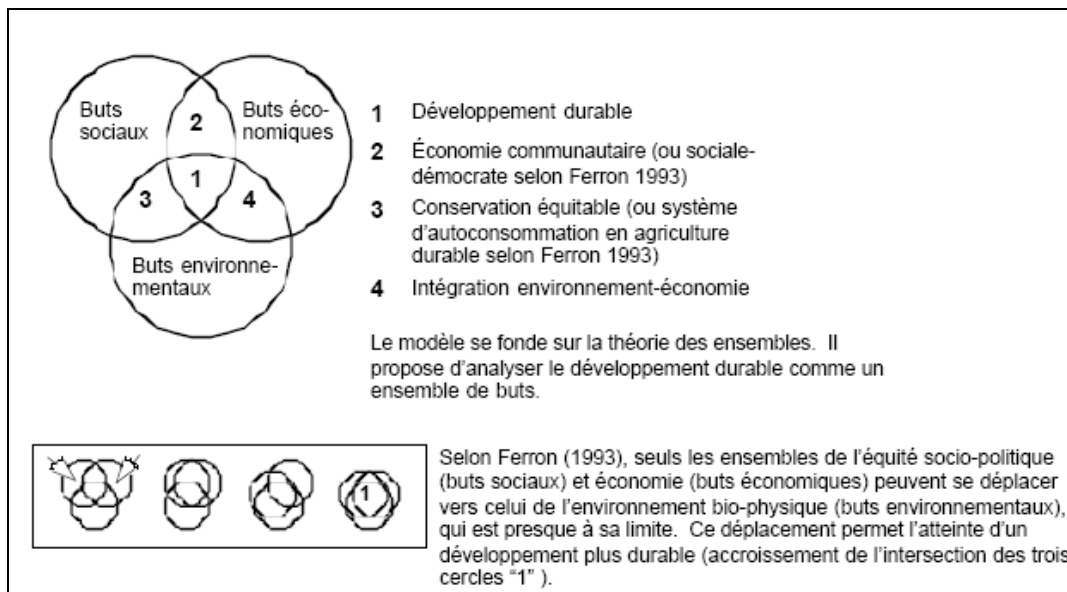 Buts
sociaux
Buts éco-
nomiques
2
1
3
4
Buts environne-
mentaux
1 Développement durable
2 Économie communautaire (ou sociale-
démocrate selon Ferron 1993)
3 Conservation équitable (ou système
d'autoconsommation en agriculture
durable selon Ferron 1993)
4 Intégration environnement-économie
Le modèle se fonde sur la théorie des ensembles. Il
propose d'analyser le développement durable comme un
ensemble de buts.
1
Selon Ferron (1993), seuls les ensembles de l'équité socio-politique
(buts sociaux) et économie (buts économiques) peuvent se déplacer
vers celui de l'environnement bio-physique (buts environnementaux),
qui est presque à sa limite. Ce déplacement permet l'atteinte d'un
développement plus durable (accroissement de l'intersection des trois
cercles “1” ).